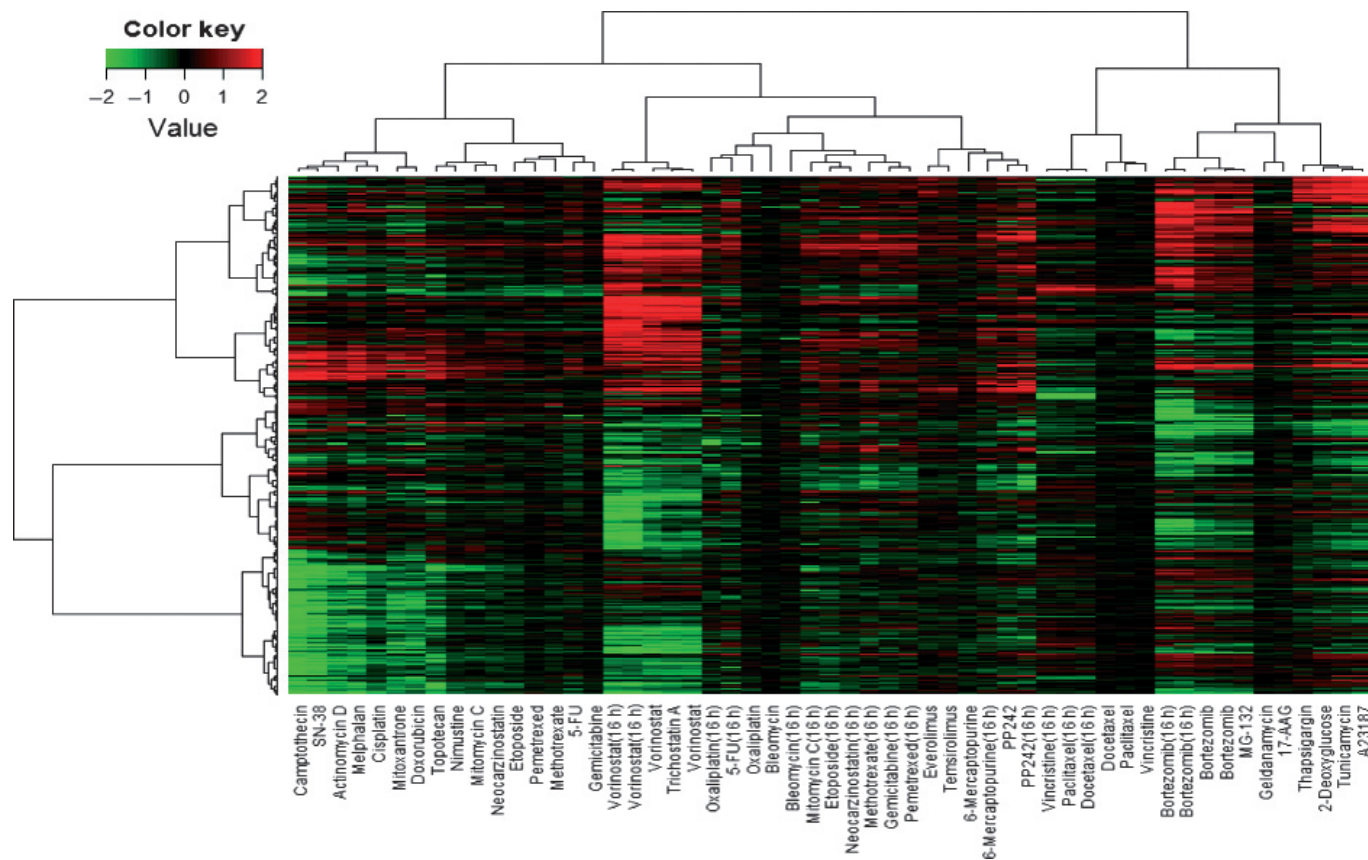 Color key
−2 −1 0 1 2
Value
Camptothecin
SN-38
Actinomycin D
Melphalan
Cisplatin
Mitoxantrone
Doxorubicin
Topotecan
Nimustine
Mitomycin C
Neocarzinostatin
Etoposide
Pemetrexed
Methotrexate
5-FU
Gemicitabine
Vorinostat(16 h)
Vorinostat(16 h)
Vorinostat
Trichostatin A
Vorinostat
Oxaliplatin(16 h)
5-FU(16 h)
Oxaliplatin
Bleomycin
Bleomycin(16 h)
Mitomycin C(16 h)
Etoposide(16 h)
Neocarzinostatin(16 h)
Methotrexate(16 h)
Gemicitabine(16 h)
Pemetrexed(16 h)
Everolimus
Temsirolimus
6-Mercaptopurine
6-Mercaptopurine(16 h)
PP242
PP242(16 h)
Vincristine(16 h)
Paclitaxel(16 h)
Docetaxel(16 h)
Docetaxel
Paclitaxel
Vincristine
Bortezomb(16 h)
Bortezomb(16 h)
Bortezomib
Bortezomib
MG-132
Geldanamycin
17-AAG
Thapsigargin
2-Deoxyglucose
Tunicamycin
A23187